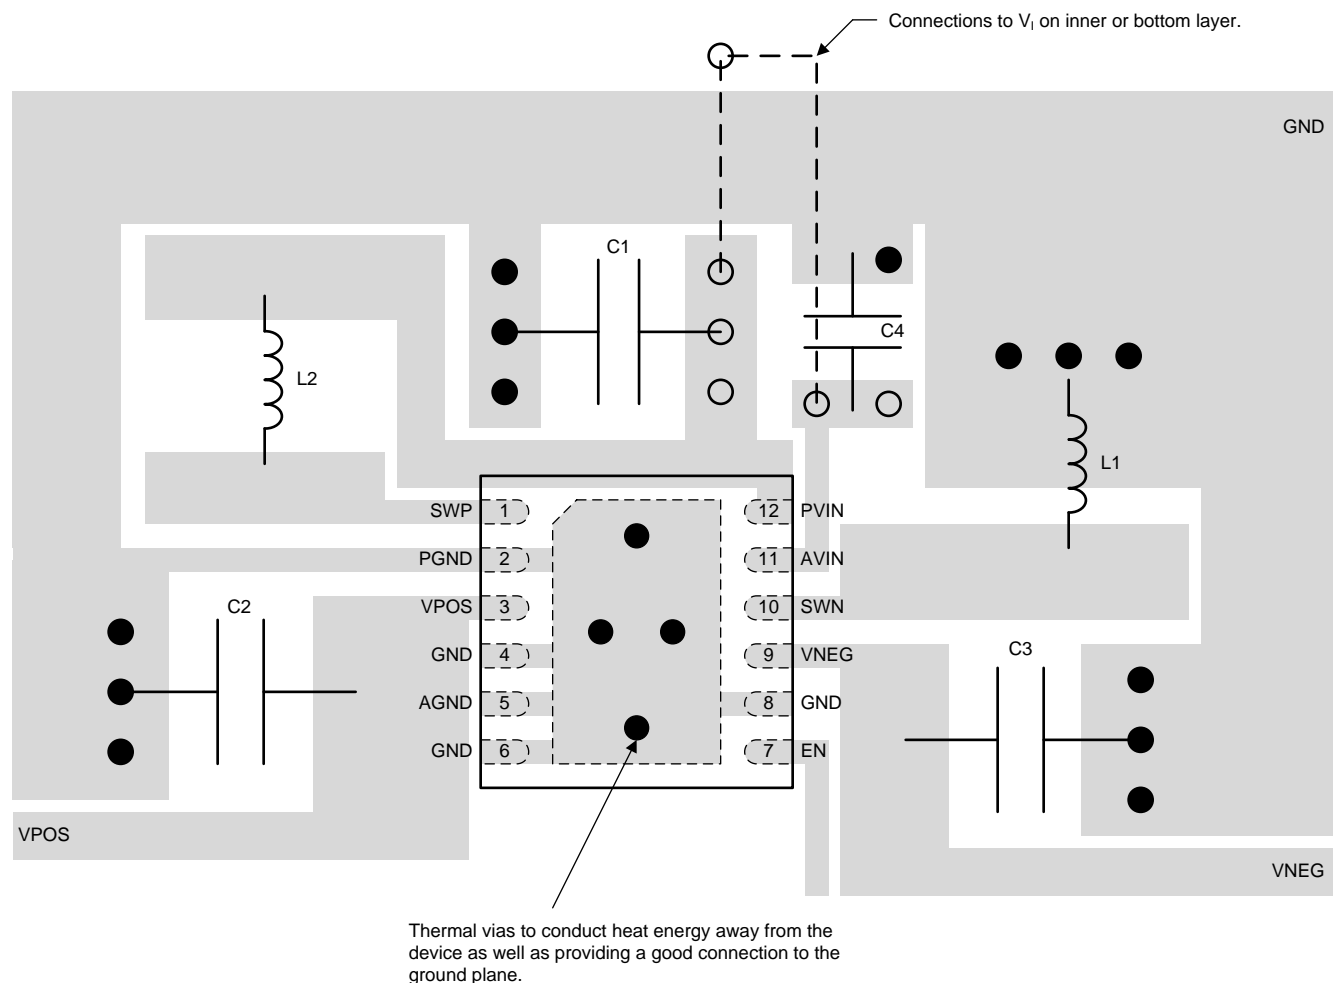 Connections to VI on inner or bottom layer.
GND
C1
C4
L2
L1
SWP 1 12 PVIN
PGND 2 11 AVIN
VPOS 3 10 SWN
C2
GND 4 9 VNEG
C3
AGND 5 8 GND
GND 6 7 EN
VPOS
VNEG
Thermal vias to conduct heat energy away from the
device as well as providing a good connection to the
ground plane.